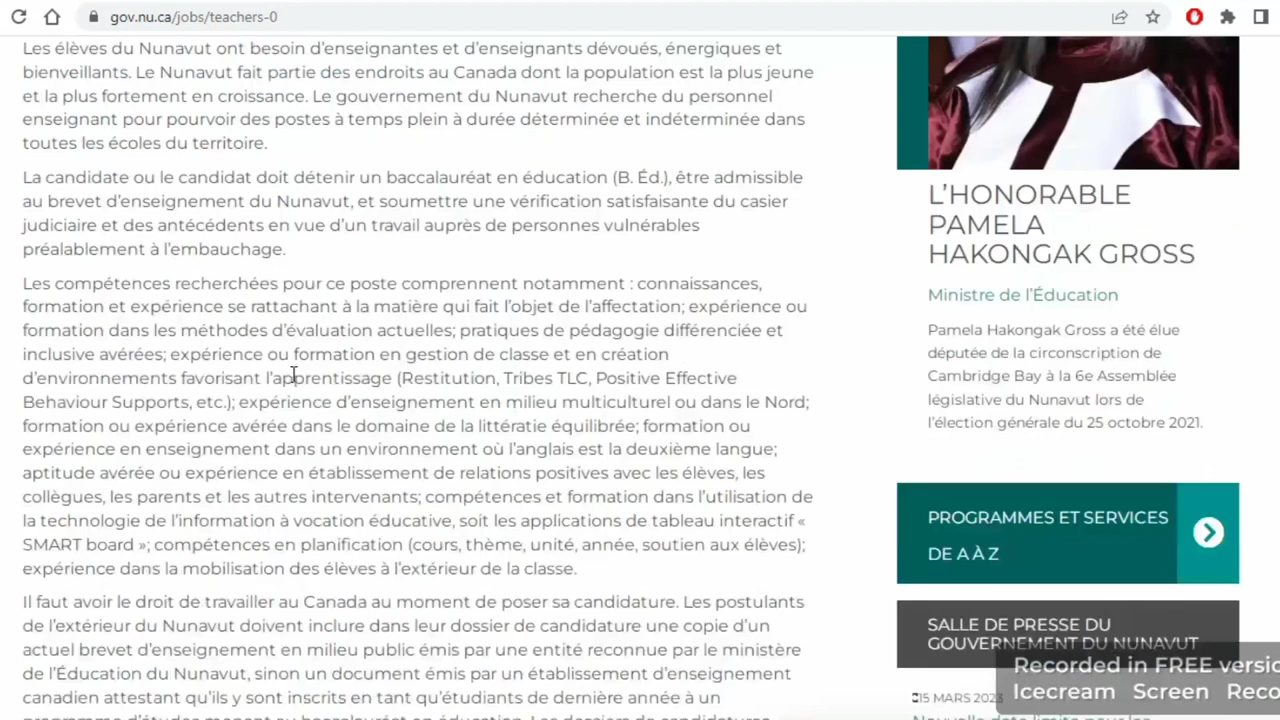 gov.nu.ca/jobs/teachers-0
Les élèves du Nunavut ont besoin d'enseignantes et d'enseignants dévoués, énergiques et
bienveillants. Le Nunavut fait partie des endroits au Canada dont la population est la plus jeune
et la plus fortement en croissance. Le gouvernement du Nunavut recherche du personnel
enseignant pour pourvoir des postes à temps plein à durée déterminée et indéterminée dans
toutes les écoles du territoire.
La candidate ou le candidat doit détenir un baccalauréat en éducation (B. Éd.), être admissible
au brevet d'enseignement du Nunavut, et soumettre une vérification satisfaisante du casier
judiciaire et des antécédents en vue d'un travail auprès de personnes vulnérables
préalablement à l'embauchage.
Les compétences recherchées pour ce poste comprennent notamment : connaissances,
formation et expérience se rattachant à la matière qui fait l'objet de l'affectation; expérience ou
formation dans les méthodes d'évaluation actuelles; pratiques de pédagogie différenciée et
inclusive avérées; expérience ou formation en gestion de classe et en création
d'environnements favorisant l'apprentissage (Restitution, Tribes TLC, Positive Effective
Behaviour Supports, etc.); expérience d'enseignement en milieu multiculturel ou dans le Nord;
formation ou expérience avérée dans le domaine de la littératie équilibrée; formation ou
expérience en enseignement dans un environnement où l'anglais est la deuxième langue;
aptitude avérée ou expérience en établissement de relations positives avec les élèves, les
collègues, les parents et les autres intervenants; compétences et formation dans l'utilisation de
la technologie de l'information à vocation éducative, soit les applications de tableau interactif «
SMART board »; compétences en planification (cours, thème, unité, année, soutien aux élèves);
expérience dans la mobilisation des élèves à l'extérieur de la classe.
Il faut avoir le droit de travailler au Canada au moment de poser sa candidature. Les postulants
de l'extérieur du Nunavut doivent inclure dans leur dossier de candidature une copie d'un
actuel brevet d'enseignement en milieu public émis par une entité reconnue par le ministère
de l'Éducation du Nunavut, sinon un document émis par un établissement d'enseignement
canadien attestant qu'ils y sont inscrits en tant qu'étudiants de dernière année à un
L'HONORABLE
PAMELA
HAKONGAK GROSS
Ministre de l'Éducation
Pamela Hakongak Gross a été élue
députée de la circonscription de
Cambridge Bay à la 6e Assemblée
législative du Nunavut lors de
l'élection générale du 25 octobre 2021.
PROGRAMMES ET SERVICES
DE A À Z
SALLE DE PRESSE DU
GOUVERNEMENT DU NUNAVUT
15 MARS 2023
Recorded in FREE versio
Icecream Screen Reco